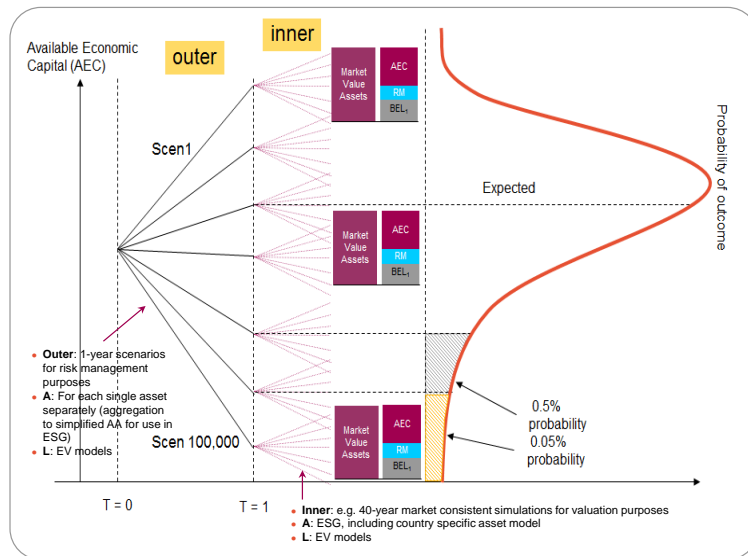 Available Economic
Capital (AEC)
outer
inner
Market
Value
Assets
AEC
RM
BEL₁
Scen1
Expected
Probability of outcome
Market
Value
Assets
AEC
RM
BEL₁
• Outer: 1-year scenarios
for risk management
purposes
• A: For each single asset
separately (aggregation
to simplified AA for use in
ESG)
• L: EV models
Scen 100,000
Market
Value
Assets
AEC
RM
BEL₁
0.5%
probability
0.05%
probability
T = 0
T = 1
• Inner: e.g. 40-year market consistent simulations for valuation purposes
• A: ESG, including country specific asset model
• L: EV models